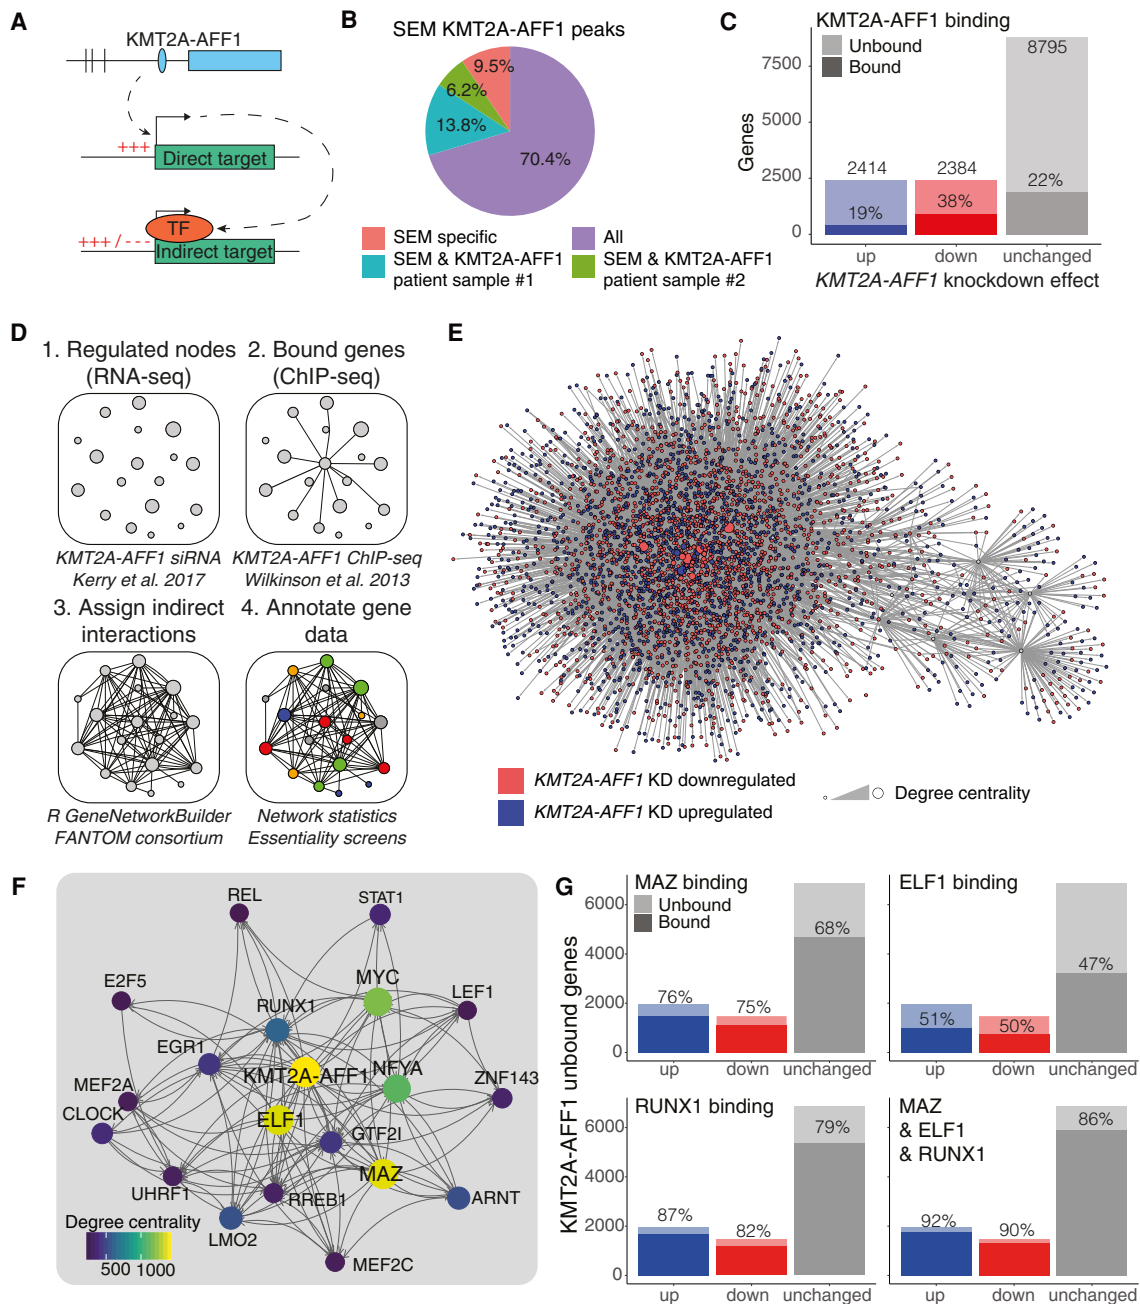 A
KMT2A-AFF1
+++
Direct target
TF
+++ / - - -
Indirect target
B
SEM KMT2A-AFF1 peaks
9.5%
6.2%
13.8%
70.4%
SEM specific
All
SEM & KMT2A-AFF1
patient sample #1
SEM & KMT2A-AFF1
patient sample #2
C
KMT2A-AFF1 binding
Unbound
Bound
8795
7500
5000
2500
0
Genes
2414
2384
19%
38%
22%
up
down
unchanged
KMT2A-AFF1 knockdown effect
D
1. Regulated nodes
(RNA-seq)
KMT2A-AFF1 siRNA
Kerry et al. 2017
2. Bound genes
(ChIP-seq)
KMT2A-AFF1 ChIP-seq
Wilkinson et al. 2013
3. Assign indirect
interactions
R GeneNetworkBuilder
FANTOM consortium
4. Annotate gene
data
Network statistics
Essentiality screens
E
KMT2A-AFF1 KD downregulated
KMT2A-AFF1 KD upregulated
Degree centrality
F
REL
STAT1
E2F5
MYC
LEF1
RUNX1
EGR1
KMT2A-AFF1
NFYA
ZNF143
MEF2A
CLOCK
ELF1
GTF2I
MAZ
UHRF1
RREB1
ARNT
LMO2
MEF2C
Degree centrality
500 1000
G
KMT2A-AFF1 unbound genes
MAZ binding
Unbound
Bound
6000
4000
2000
0
76%
75%
68%
up
down
unchanged
ELF1 binding
51%
50%
47%
up
down
unchanged
RUNX1 binding
6000
4000
2000
0
87%
82%
79%
up
down
unchanged
MAZ
& ELF1
& RUNX1
92%
90%
86%
up
down
unchanged